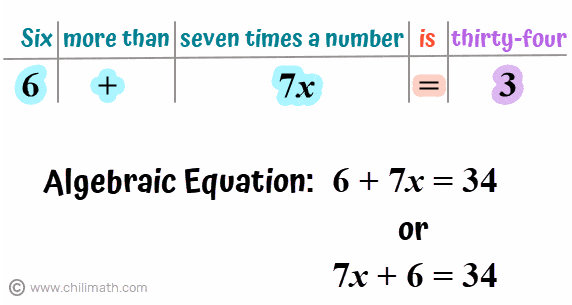 Six more than seven times a number is thirty-four
6 + 7x = 3
Algebraic Equation: 6 + 7x = 34
or
7x + 6 = 34
© www.chilimath.com